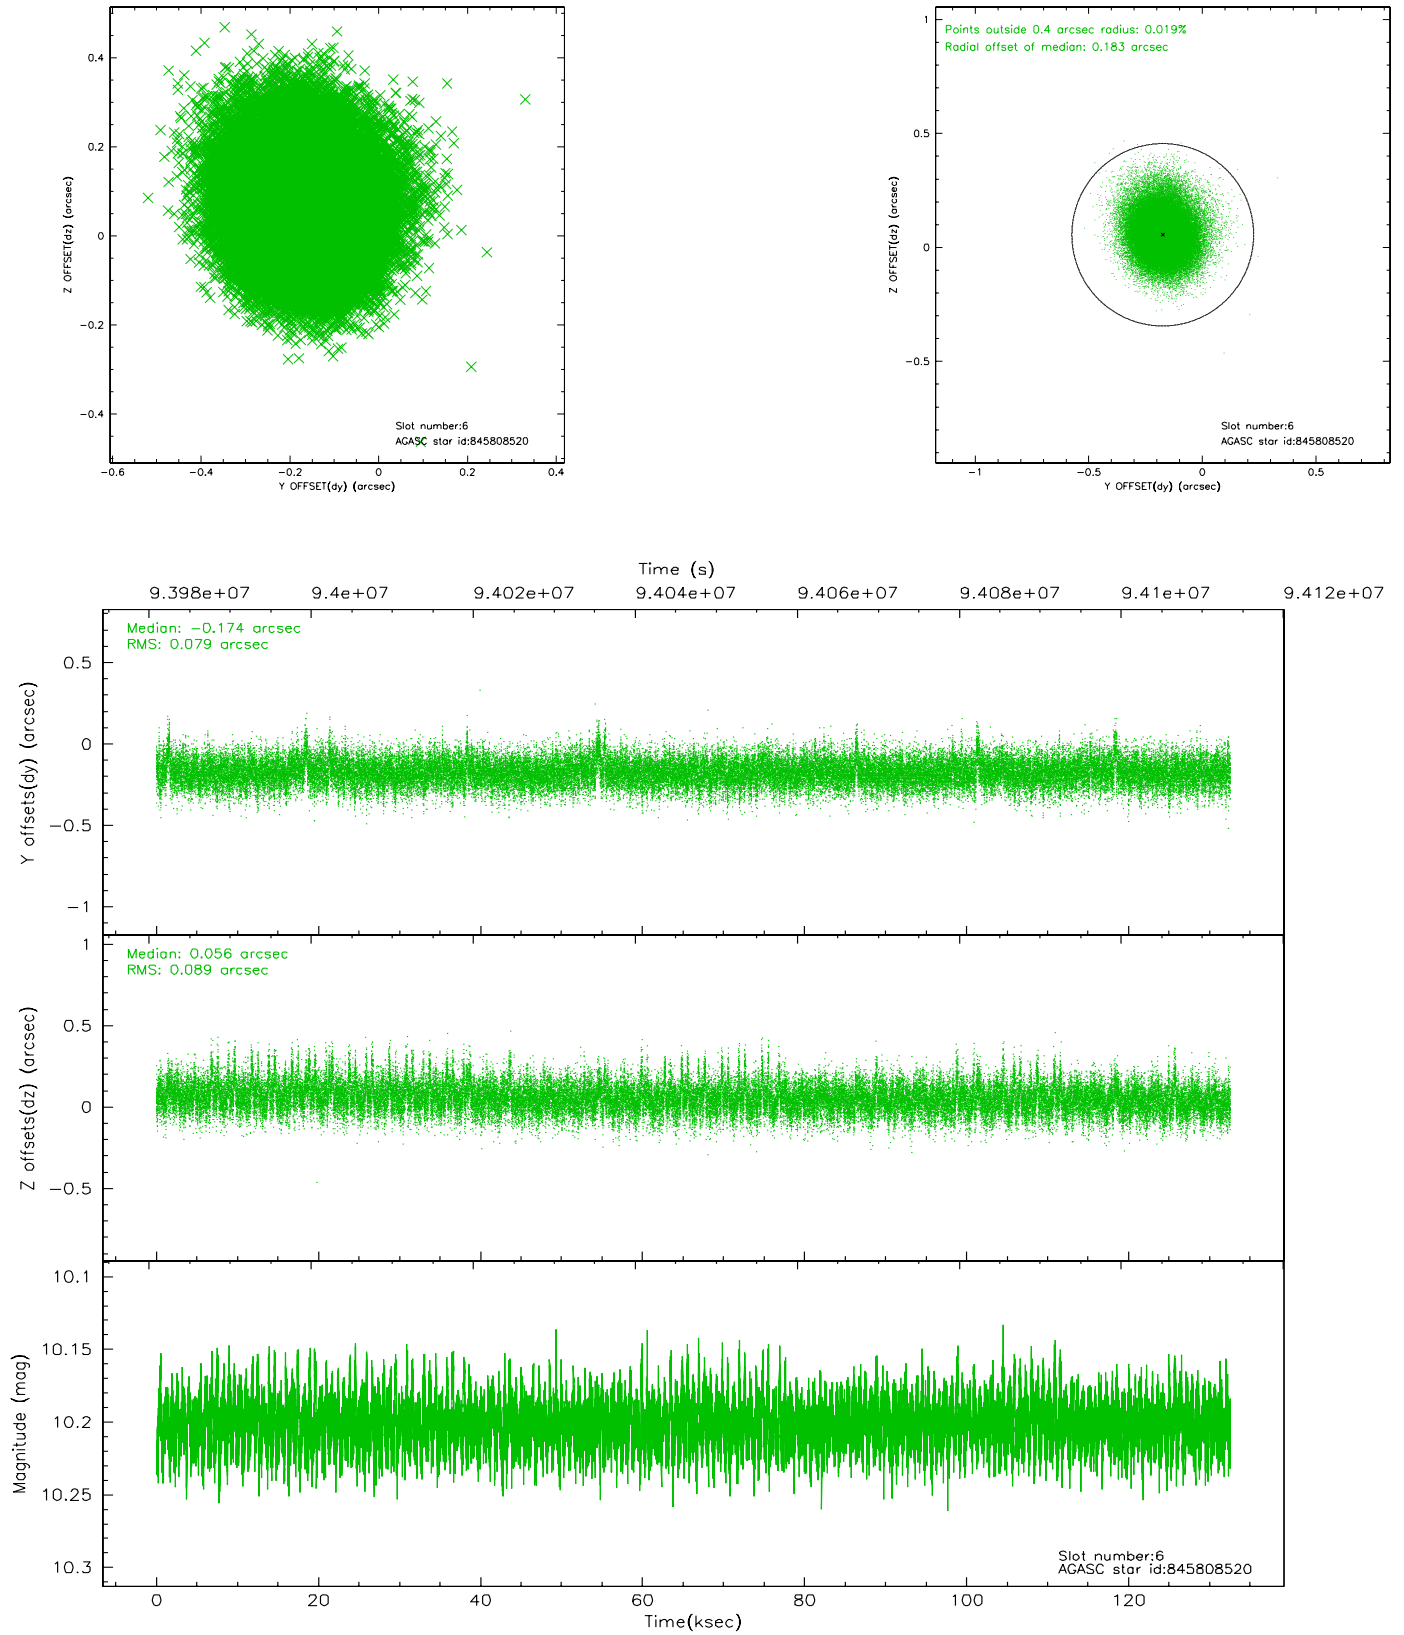 0.4
0.2
0
−0.2
−0.4
Z OFFSET(dz) (arcsec)
Slot number:6
AGASC star id:845808520
−0.6
−0.4
−0.2
0
0.2
0.4
Y OFFSET(dy) (arcsec)
Points outside 0.4 arcsec radius: 0.019%
Radial offset of median: 0.183 arcsec
1
0.5
0
−0.5
Z OFFSET(dz) (arcsec)
Slot number:6
AGASC star id:845808520
−1
−0.5
0
0.5
Y OFFSET(dy) (arcsec)
Time (s)
9.398e+07
9.4e+07
9.402e+07
9.404e+07
9.406e+07
9.408e+07
9.41e+07
9.412e+07
Median: −0.174 arcsec
RMS: 0.079 arcsec
0.5
0
−0.5
−1
Y offsets(dy) (arcsec)
Median: 0.056 arcsec
RMS: 0.089 arcsec
1
0.5
0
−0.5
Z offsets(dz) (arcsec)
10.1
10.15
10.2
10.25
10.3
Magnitude (mag)
Slot number:6
AGASC star id:845808520
0
20
40
60
80
100
120
Time(ksec)